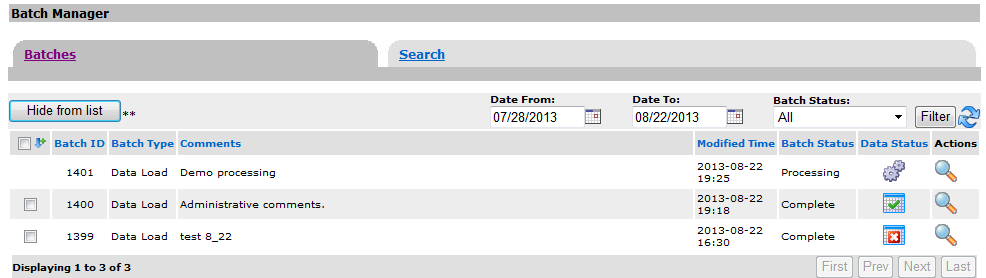 Batch Manager
Batches Search
Hide from list ** Date From: 07/28/2013 Date To: 08/22/2013 Batch Status: All Filter
Batch ID Batch Type Comments Modified Time Batch Status Data Status Actions
1401 Data Load Demo processing 2013-08-22 19:25 Processing
1400 Data Load Administrative comments. 2013-08-22 19:18 Complete
1399 Data Load test 8_22 2013-08-22 16:30 Complete
Displaying 1 to 3 of 3 First Prev Next Last